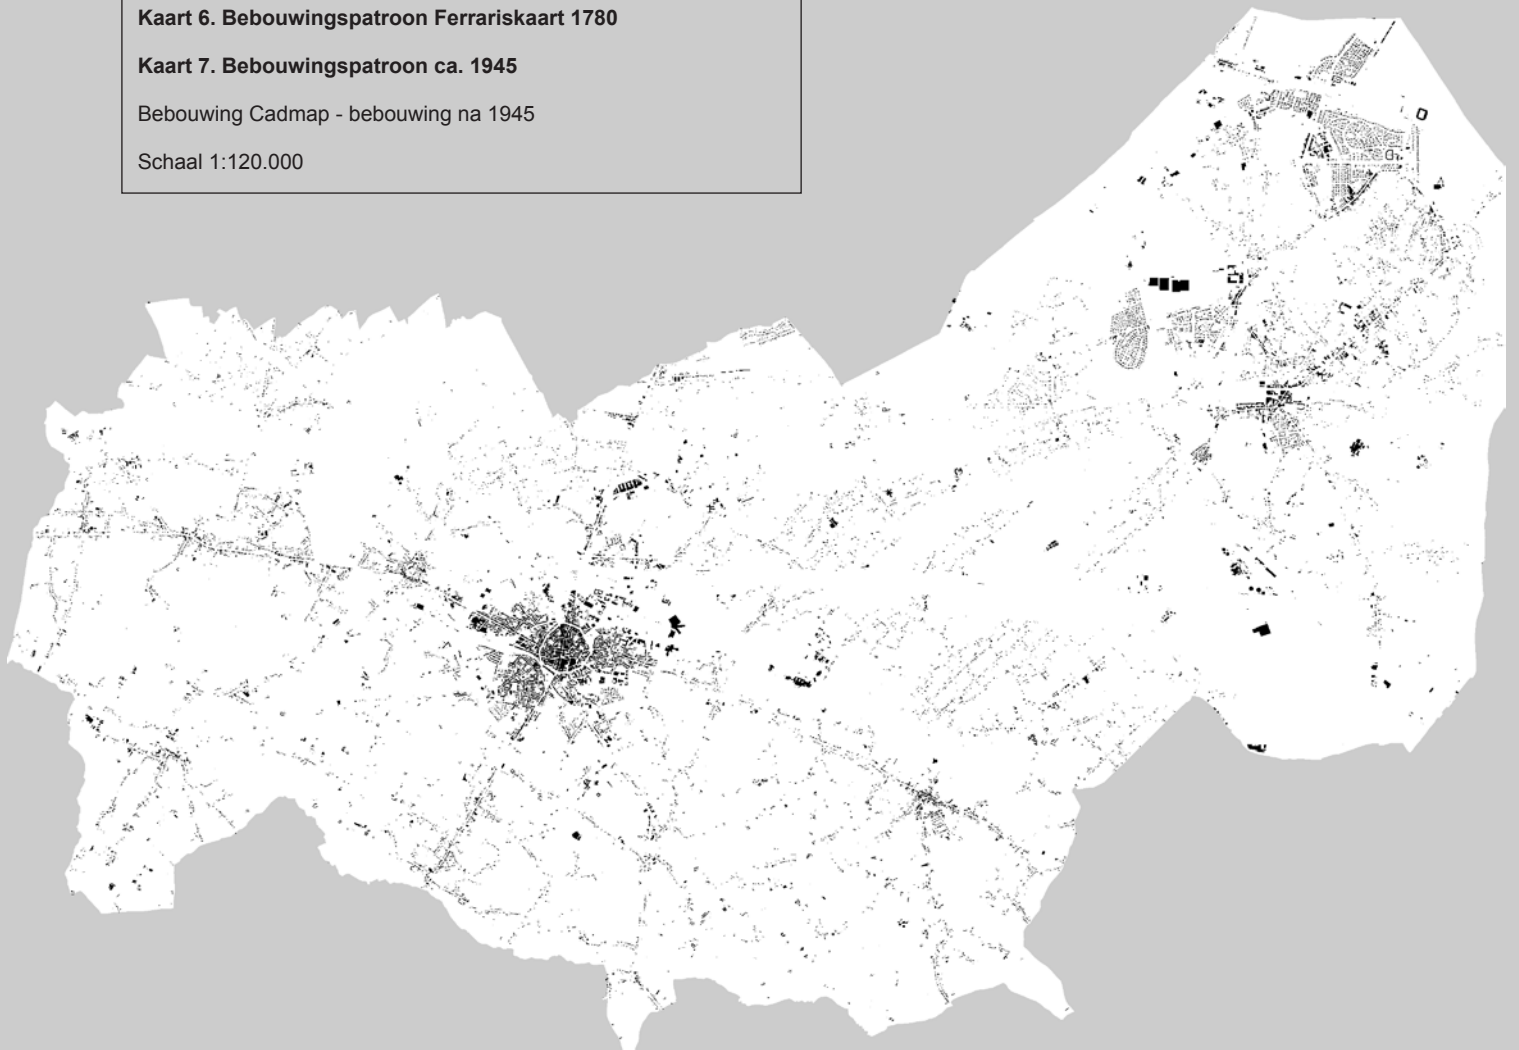 Kaart 6. Bebouwingspatroon Ferrariskaart 1780
Kaart 7. Bebouwingspatroon ca. 1945
Bebouwing Cadmap - bebouwing na 1945
Schaal 1:120.000